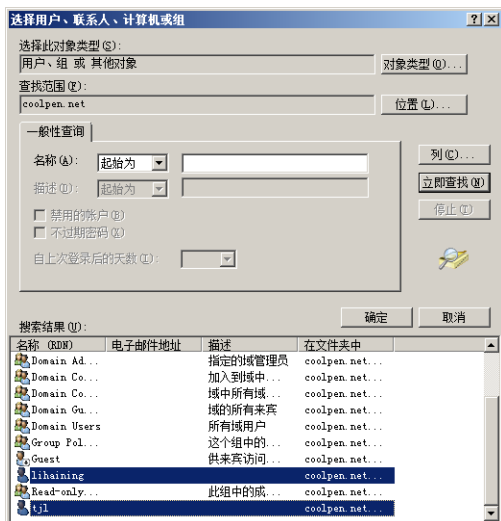 选择用户、联系人、计算机或组
选择此对象类型(S):
用户、组 或 其他对象
对象类型(O)...
查找范围(F):
coolpen.net
位置(L)...
一般性查询
名称(A): 起始为
列(C)...
描述(D): 起始为
立即查找(N)
禁用的帐户(B)
停止(T)
不过期密码(X)
自上次登录后的天数(I):
确定 取消
搜索结果(U):
名称 (RDN) 电子邮件地址 描述 在文件夹中
Domain Ad... 指定的域管理员 coolpen.net...
Domain Co... 加入到域中... coolpen.net...
Domain Co... 域中所有域... coolpen.net...
Domain Gu... 域的所有来宾 coolpen.net...
Domain Users 所有域用户 coolpen.net...
Group Pol... 这个组中的... coolpen.net...
Guest 供来宾访问... coolpen.net...
lihaining coolpen.net...
Read-only... 此组中的成... coolpen.net...
tjl coolpen.net...